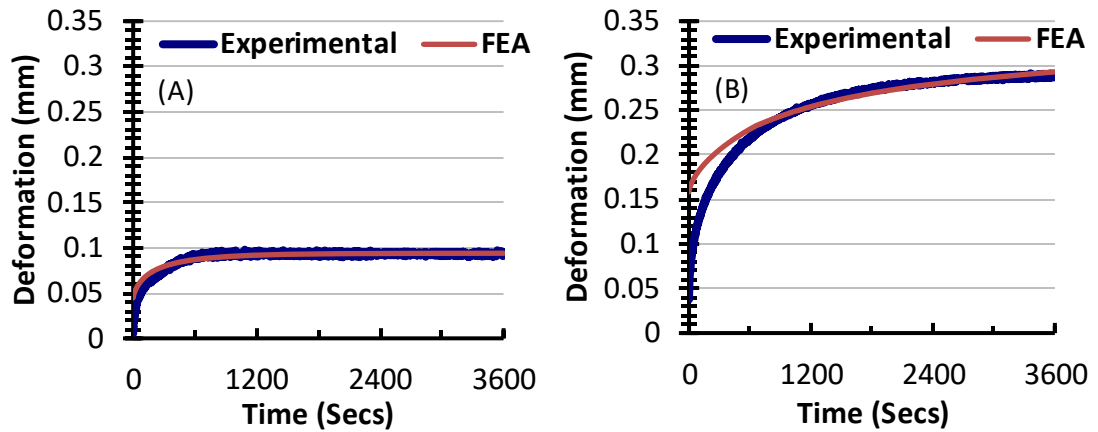 0.35
0.3
0.25
0.2
0.15
0.1
0.05
0
Deformation (mm)
Experimental FEA
(A)
0 1200 2400 3600
Time (Secs)
0.35
0.3
0.25
0.2
0.15
0.1
0.05
0
Deformation (mm)
Experimental FEA
(B)
0 1200 2400 3600
Time (Secs)